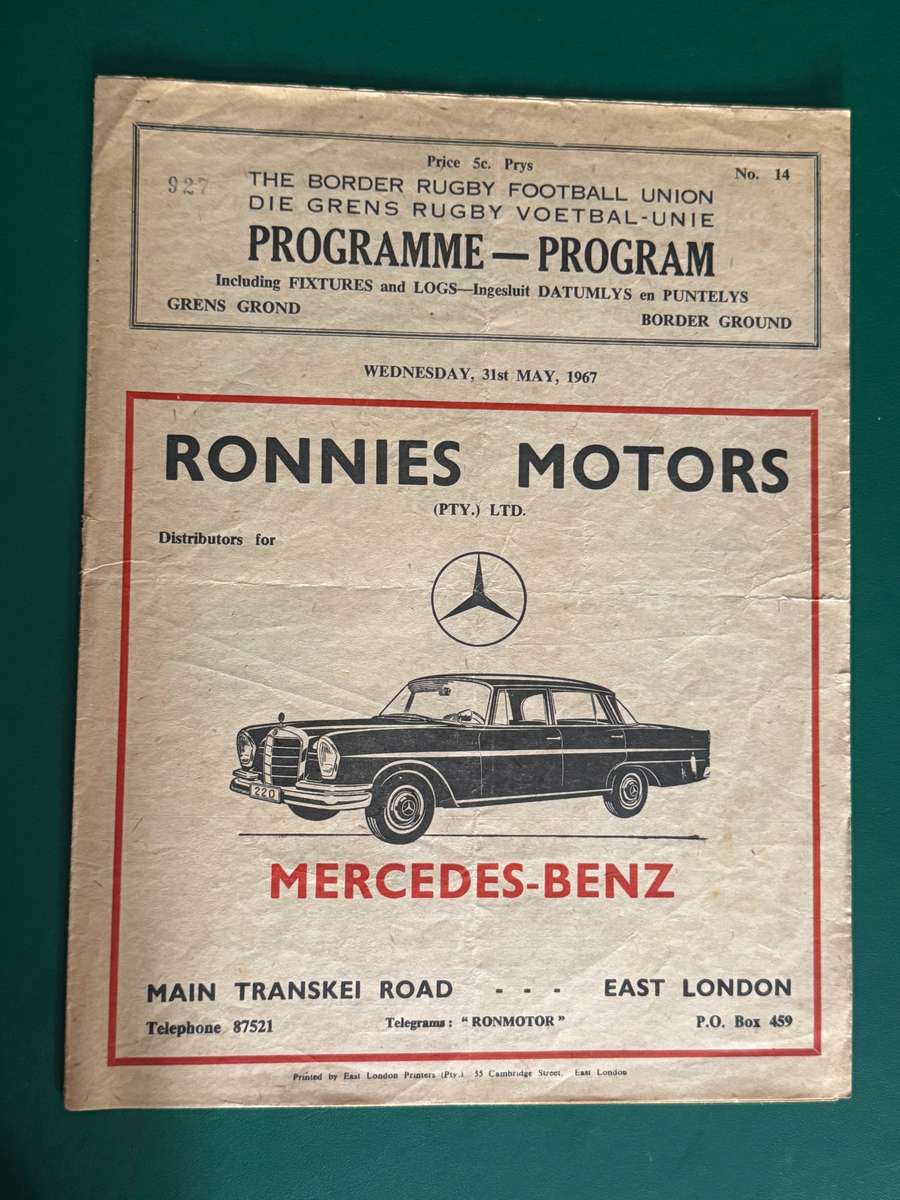 Price 5c. Prys
No. 14
927
THE BORDER RUGBY FOOTBALL UNION
DIE GRENS RUGBY VOETBAL-UNIE
PROGRAMME — PROGRAM
Including FIXTURES and LOGS—Ingesluit DATUMLYS en PUNTELYS
GRENS GROND
BORDER GROUND
WEDNESDAY, 31st MAY, 1967
RONNIES MOTORS
(PTY.) LTD.
Distributors for
220
MERCEDES-BENZ
MAIN TRANSKEI ROAD - - - EAST LONDON
Telephone 87521 Telegrams: "RONMOTOR" P.O. Box 459
Printed by East London Printers (Pty.) 55 Cambridge Street, East London